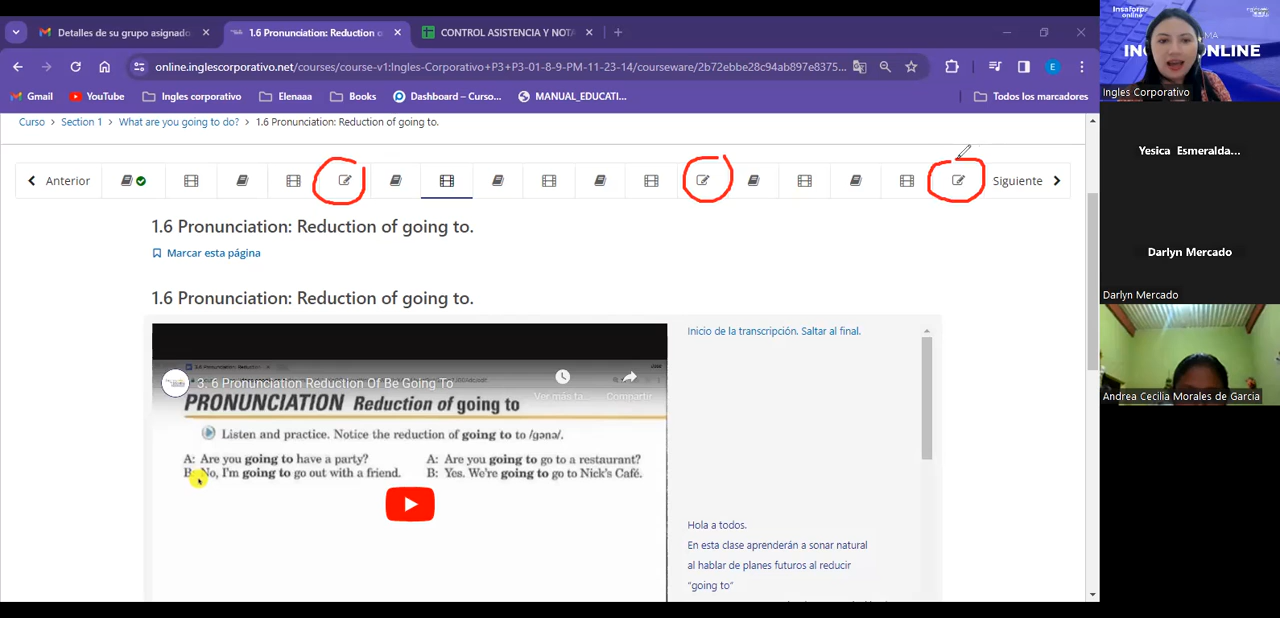 Detalles de su grupo asignado
1.6 Pronunciation: Reduction o
CONTROL ASISTENCIA Y NOTA
online.inglescorporativo.net/courses/course-v1:Ingles-Corporativo+P3+P3-01-8-9-PM-11-23-14/courseware/2b72ebbe28c94ab897e8375...
E
Gmail
YouTube
Ingles corporativo
Elenaaa
Books
Dashboard – Curso...
MANUAL_EDUCATI...
Todos los marcadores
Curso > Section 1 > What are you going to do? > 1.6 Pronunciation: Reduction of going to.
Anterior
Siguiente
1.6 Pronunciation: Reduction of going to.
Marcar esta página
1.6 Pronunciation: Reduction of going to.
3. 6 Pronunciation Reduction Of Be Going To
Ver más ta...
Compartir
PRONUNCIATION Reduction of going to
Listen and practice. Notice the reduction of going to to /gənə/.
A: Are you going to have a party?
B: No, I'm going to go out with a friend.
A: Are you going to go to a restaurant?
B: Yes. We're going to go to Nick's Café.
Inicio de la transcripción. Saltar al final.
Hola a todos.
En esta clase aprenderán a sonar natural
al hablar de planes futuros al reducir
“going to”
Insaforp
online
ONLINE
Ingles Corporativo
Yesica Esmeralda...
Darlyn Mercado
Darlyn Mercado
Andrea Cecilia Morales de Garcia